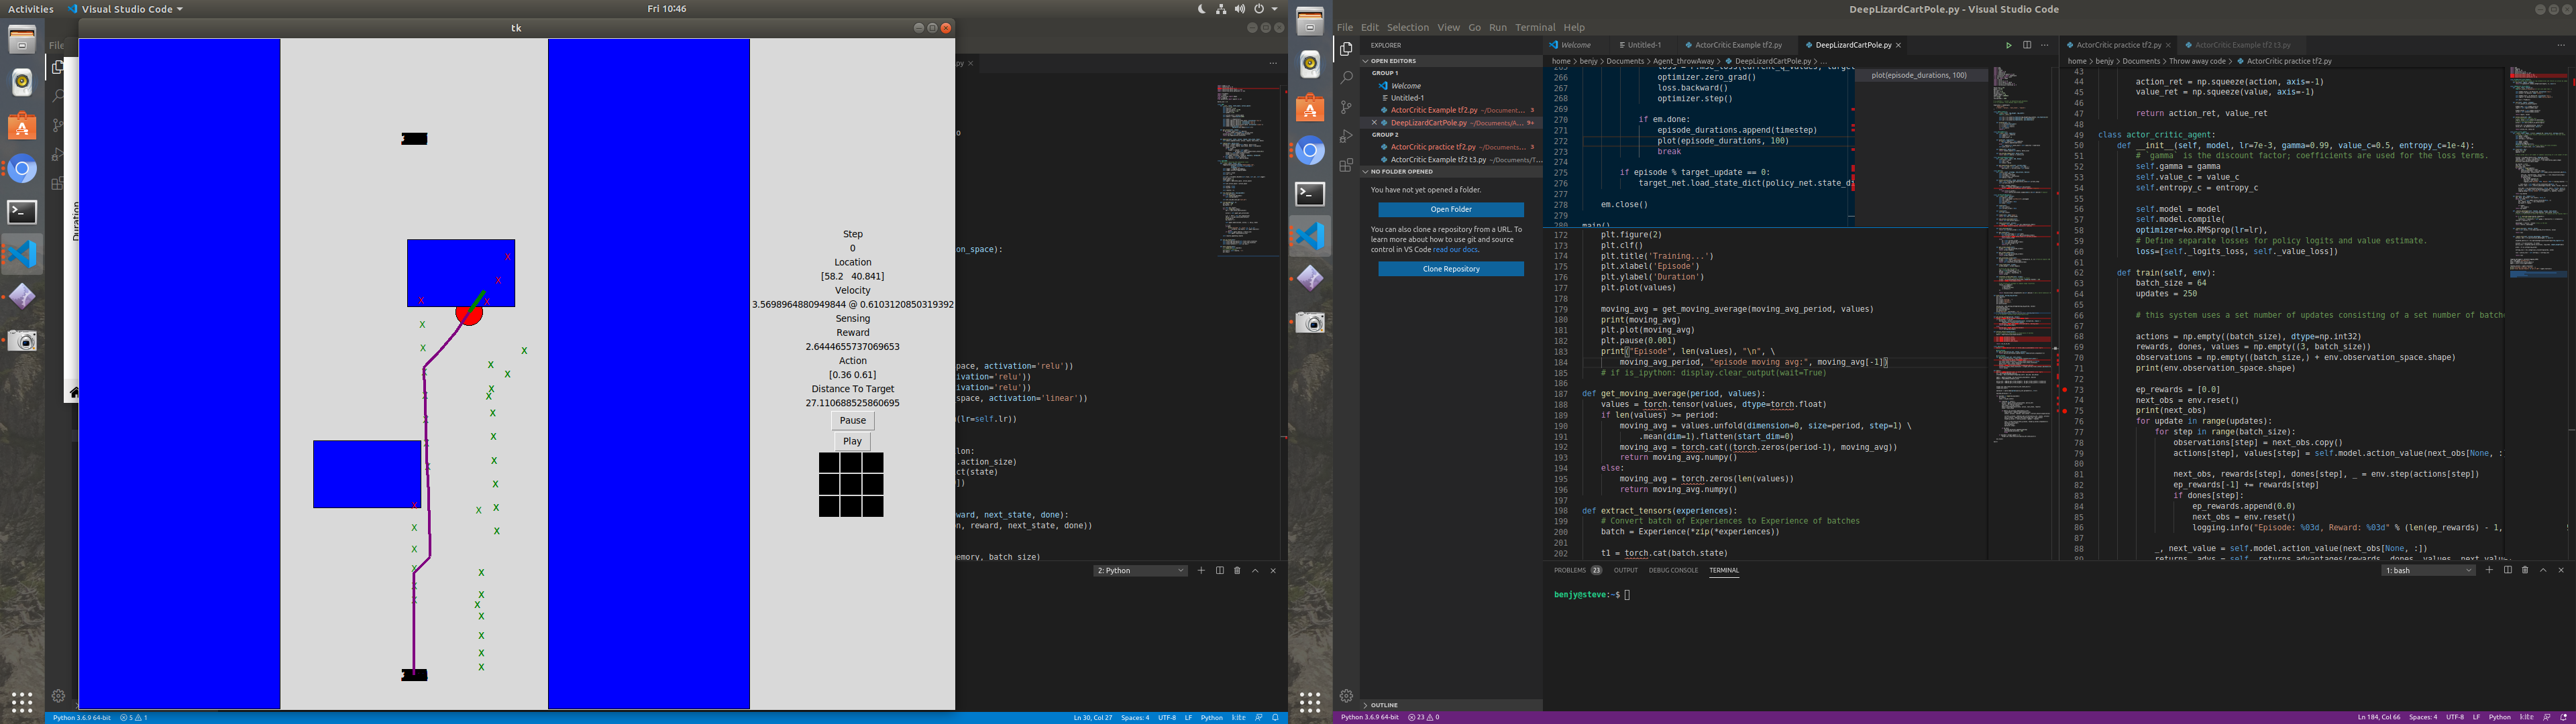 Activities
Visual Studio Code
Fri 10:46
tk
File
Duration
Step
0
Location
[58.2 40.841]
Velocity
3.5698964880949844 @ 0.6103120850319392
Sensing
Reward
2.6444655737069653
Action
[0.36 0.61]
Distance To Target
27.110688525860695
Pause
Play
ion_space):
pace, activation='relu'))
ivation='relu'))
ivation='relu'))
space, activation='linear'))
m(lr=self.lr))
lon:
.action_size)
ct(state)
])
ward, next_state, done):
n, reward, next_state, done))
memory, batch_size)
2: Python
Python 3.6.9 64-bit
5 1
Ln 30, Col 27
Spaces: 4
UTF-8
LF
Python
kite
DeepLizardCartPole.py - Visual Studio Code
File Edit Selection View Go Run Terminal Help
EXPLORER
OPEN EDITORS
GROUP 1
Welcome
Untitled-1
ActorCritic Example tf2.py ~/Document... 3
DeepLizardCartPole.py ~/Documents/A... 9+
GROUP 2
ActorCritic practice tf2.py ~/Documents... 3
ActorCritic Example tf2 t3.py ~/Documents/T...
NO FOLDER OPENED
You have not yet opened a folder.
Open Folder
You can also clone a repository from a URL. To
learn more about how to use git and source
control in VS Code read our docs.
Clone Repository
OUTLINE
Welcome
Untitled-1
ActorCritic Example tf2.py
DeepLizardCartPole.py
home > benjy > Documents > Agent_throwAway > DeepLizardCartPole.py > ...
plot(episode_durations, 100)
266 optimizer.zero_grad()
267 loss.backward()
268 optimizer.step()
269
270 if em.done:
271 episode_durations.append(timestep)
272 plot(episode_durations, 100)
273 break
274
275 if episode % target_update == 0:
276 target_net.load_state_dict(policy_net.state_di
277
278 em.close()
279
280 main()
172 plt.figure(2)
173 plt.clf()
174 plt.title('Training...')
175 plt.xlabel('Episode')
176 plt.ylabel('Duration')
177 plt.plot(values)
178
179 moving_avg = get_moving_average(moving_avg_period, values)
180 print(moving_avg)
181 plt.plot(moving_avg)
182 plt.pause(0.001)
183 print("Episode", len(values), "\n", \
184 moving_avg_period, "episode moving avg:", moving_avg[-1])
185 # if is_ipython: display.clear_output(wait=True)
186
187 def get_moving_average(period, values):
188 values = torch.tensor(values, dtype=torch.float)
189 if len(values) >= period:
190 moving_avg = values.unfold(dimension=0, size=period, step=1) \
191 .mean(dim=1).flatten(start_dim=0)
192 moving_avg = torch.cat((torch.zeros(period-1), moving_avg))
193 return moving_avg.numpy()
194 else:
195 moving_avg = torch.zeros(len(values))
196 return moving_avg.numpy()
197
198 def extract_tensors(experiences):
199 # Convert batch of Experiences to Experience of batches
200 batch = Experience(*zip(*experiences))
201
202 t1 = torch.cat(batch.state)
PROBLEMS 23 OUTPUT DEBUG CONSOLE TERMINAL
1: bash
benjy@steve:~$
ActorCritic practice tf2.py
ActorCritic Example tf2 t3.py
home > benjy > Documents > Throw away code > ActorCritic practice tf2.py
43
44 action_ret = np.squeeze(action, axis=-1)
45 value_ret = np.squeeze(value, axis=-1)
46
47 return action_ret, value_ret
48
49 class actor_critic_agent:
50 def __init__(self, model, lr=7e-3, gamma=0.99, value_c=0.5, entropy_c=1e-4):
51 # `gamma` is the discount factor; coefficients are used for the loss terms.
52 self.gamma = gamma
53 self.value_c = value_c
54 self.entropy_c = entropy_c
55
56 self.model = model
57 self.model.compile(
58 optimizer=ko.RMSprop(lr=lr),
59 # Define separate losses for policy logits and value estimate.
60 loss=[self._logits_loss, self._value_loss])
61
62 def train(self, env):
63 batch_size = 64
64 updates = 250
65
66 # this system uses a set number of updates consisting of a set number of batche
67
68 actions = np.empty((batch_size), dtype=np.int32)
69 rewards, dones, values = np.empty((3, batch_size))
70 observations = np.empty((batch_size,) + env.observation_space.shape)
71 print(env.observation_space.shape)
72
73 ep_rewards = [0.0]
74 next_obs = env.reset()
75 print(next_obs)
76 for update in range(updates):
77 for step in range(batch_size):
78 observations[step] = next_obs.copy()
79 actions[step], values[step] = self.model.action_value(next_obs[None, :
80
81 next_obs, rewards[step], dones[step], _ = env.step(actions[step])
82 ep_rewards[-1] += rewards[step]
83 if dones[step]:
84 ep_rewards.append(0.0)
85 next_obs = env.reset()
86 logging.info("Episode: %03d, Reward: %03d" % (len(ep_rewards) - 1,
87
88 _, next_value = self.model.action_value(next_obs[None, :])
Python 3.6.9 64-bit
23 0
Ln 184, Col 66
Spaces: 4
UTF-8
LF
Python
kite